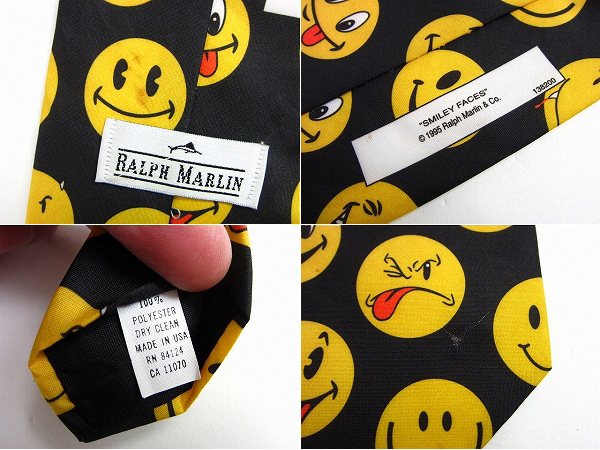 RALPH MARLIN
"SMILEY FACES"
© 1995 Ralph Marlin & Co.
138200
100%
POLYESTER
DRY CLEAN
MADE IN USA
RN 84124
CA 11070